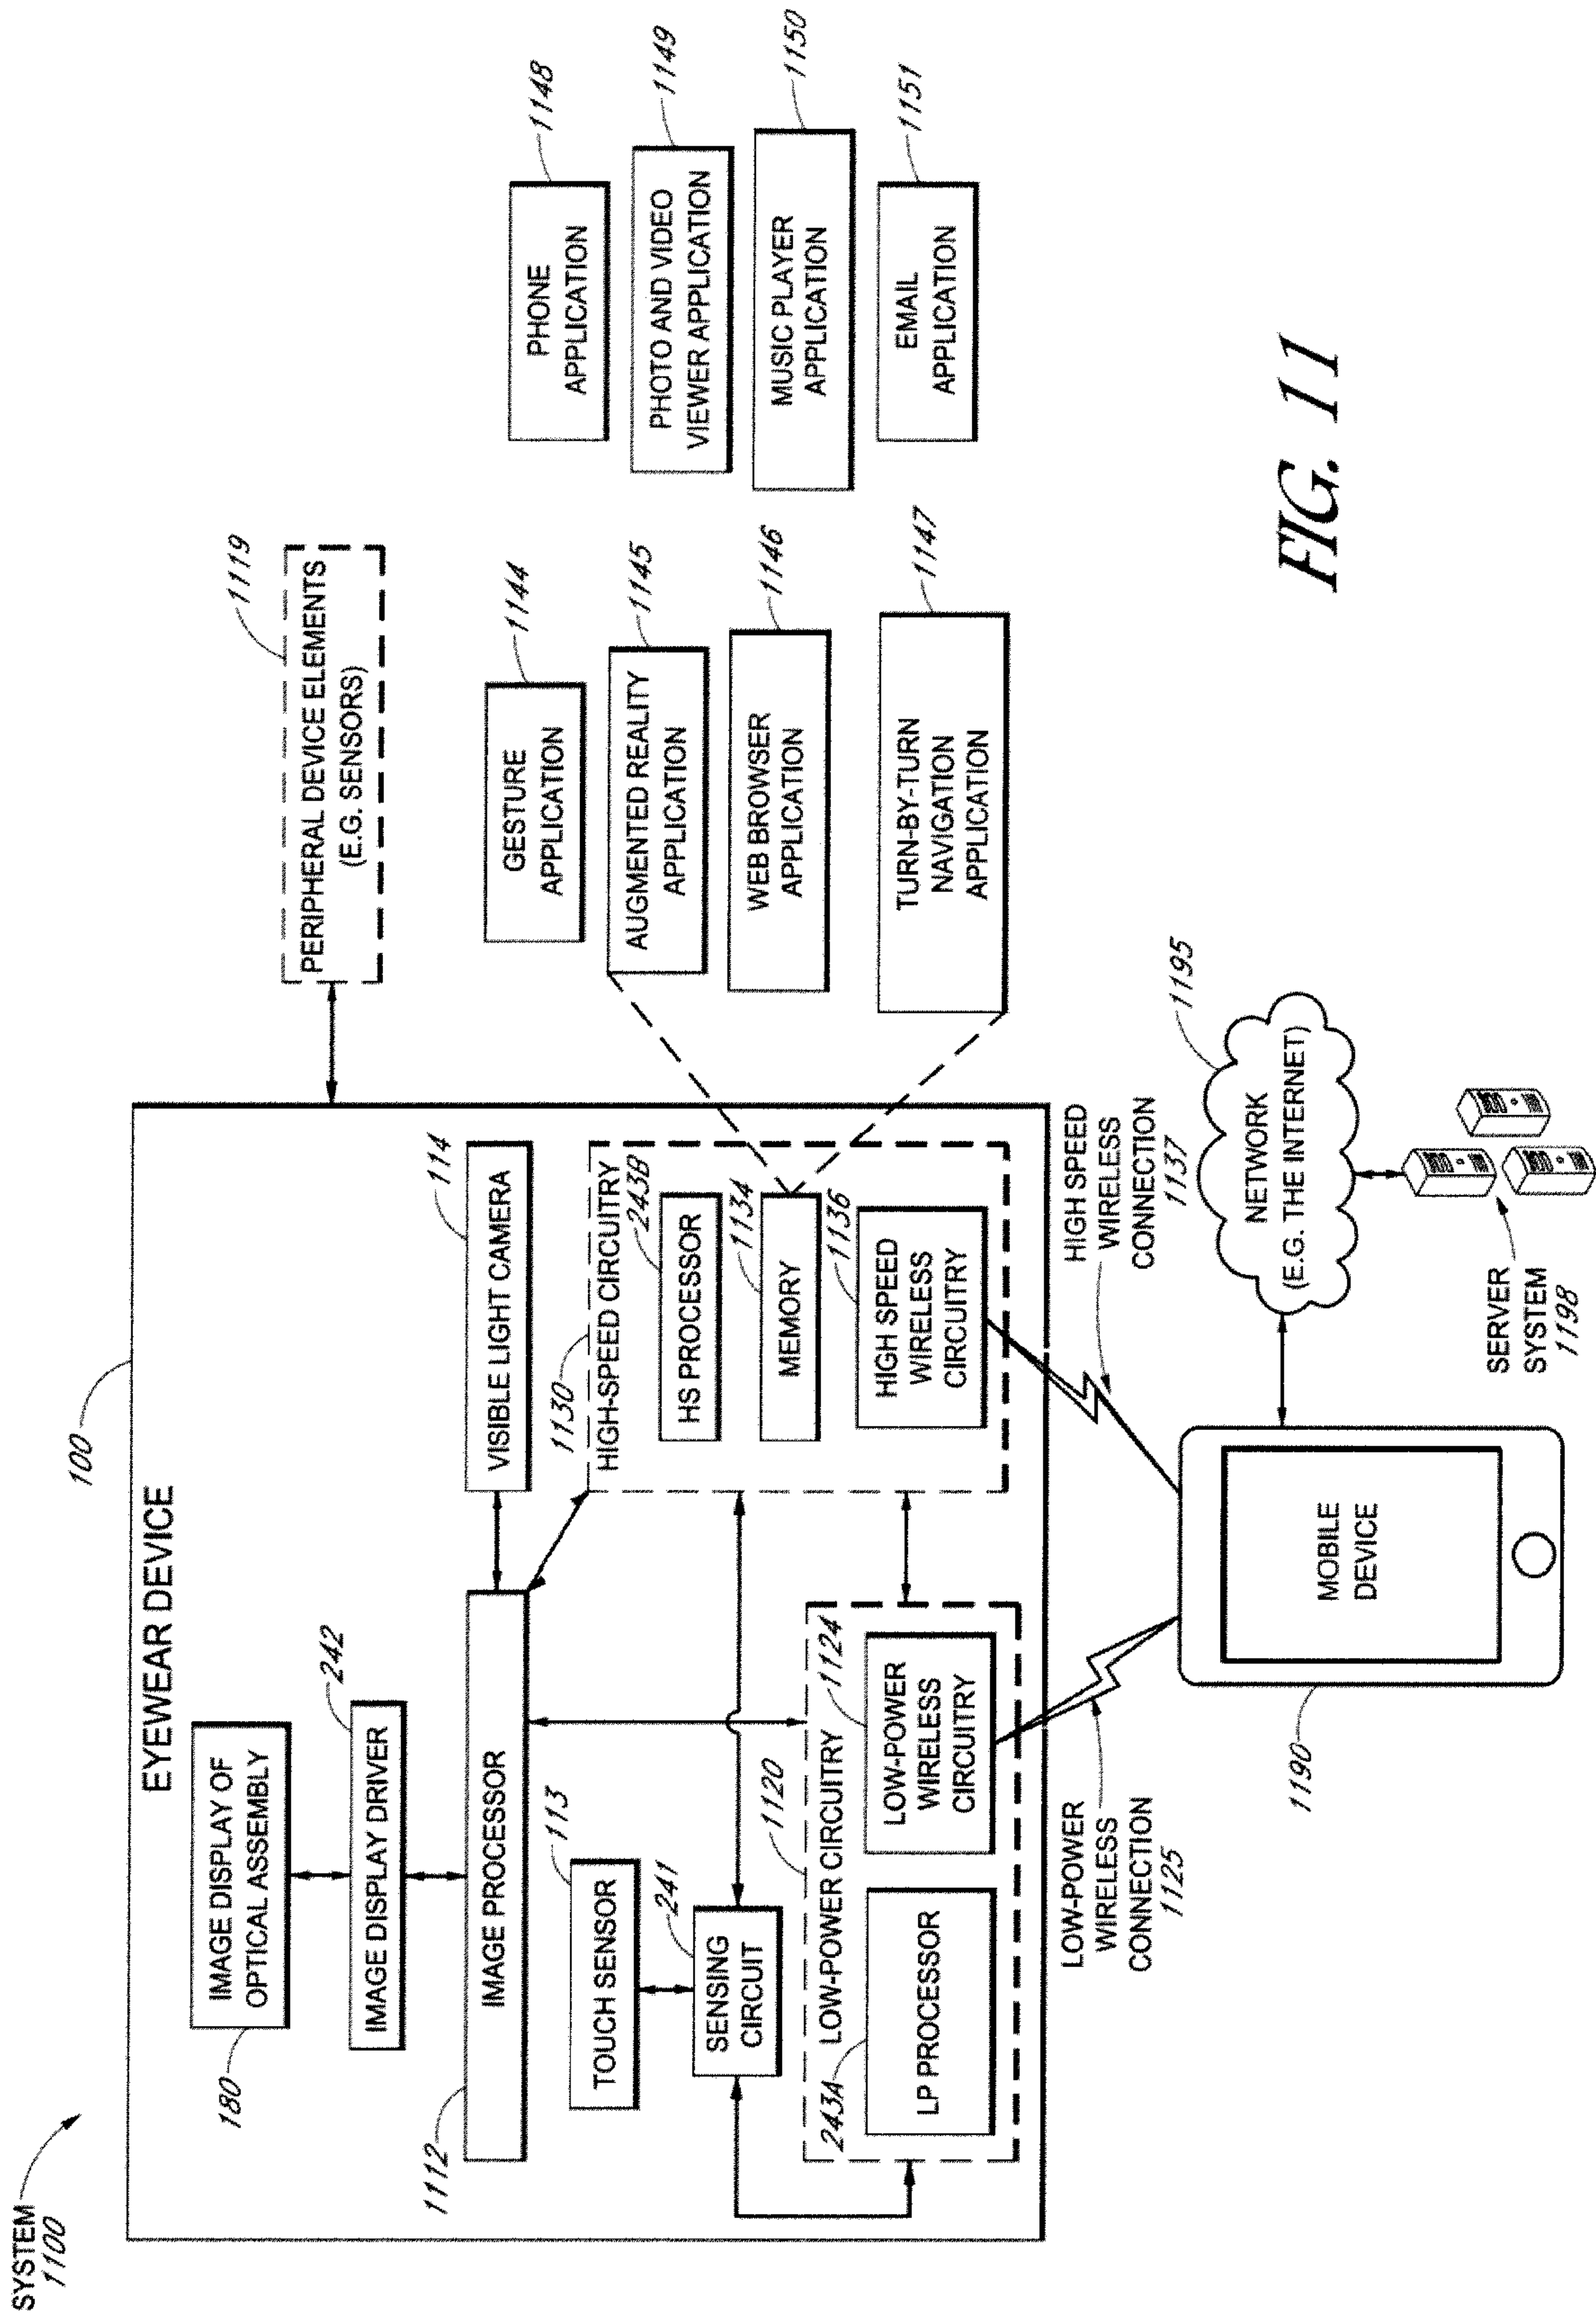 SYSTEM
1100
100
EYEWEAR DEVICE
IMAGE DISPLAY OF
OPTICAL ASSEMBLY
180
IMAGE DISPLAY DRIVER
242
1112
IMAGE PROCESSOR
VISIBLE LIGHT CAMERA
114
TOUCH SENSOR
113
SENSING
CIRCUIT
241
1130
HIGH-SPEED CIRCUITRY
HS PROCESSOR
243B
MEMORY
1134
HIGH SPEED
WIRELESS
CIRCUITRY
1136
LOW-POWER CIRCUITRY
1120
243A
LP PROCESSOR
LOW-POWER
WIRELESS
CIRCUITRY
1124
PERIPHERAL DEVICE ELEMENTS
(E.G. SENSORS)
1119
GESTURE
APPLICATION
1144
AUGMENTED REALITY
APPLICATION
1145
WEB BROWSER
APPLICATION
1146
TURN-BY-TURN
NAVIGATION
APPLICATION
1147
PHONE
APPLICATION
1148
PHOTO AND VIDEO
VIEWER APPLICATION
1149
MUSIC PLAYER
APPLICATION
1150
EMAIL
APPLICATION
1151
LOW-POWER
WIRELESS
CONNECTION
1125
HIGH SPEED
WIRELESS
CONNECTION
1137
MOBILE
DEVICE
1190
NETWORK
(E.G. THE INTERNET)
1195
SERVER
SYSTEM
1198
FIG. 11